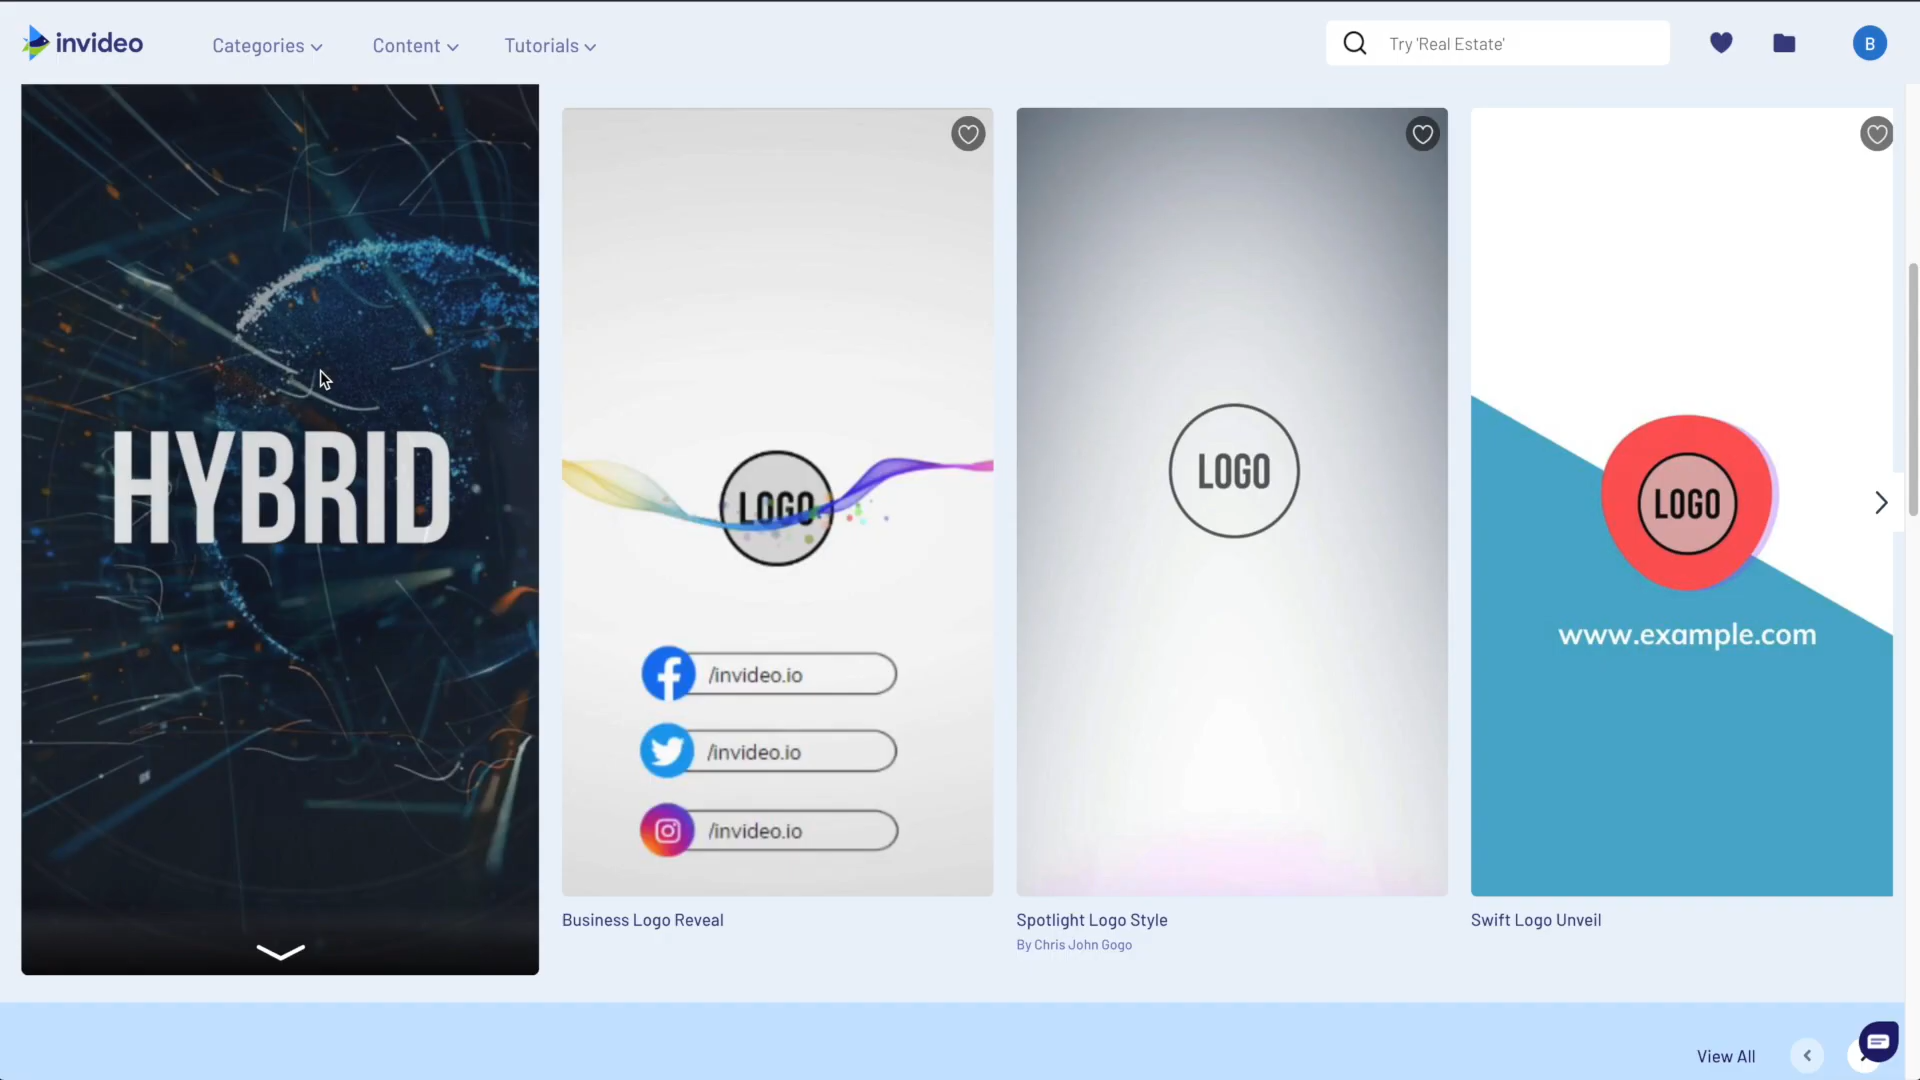 invideo
Categories
Content
Tutorials
Try 'Real Estate'
B
HYBRID
LOGO
/invideo.io
/invideo.io
/invideo.io
Business Logo Reveal
LOGO
Spotlight Logo Style
By Chris John Gogo
LOGO
www.example.com
Swift Logo Unveil
View All